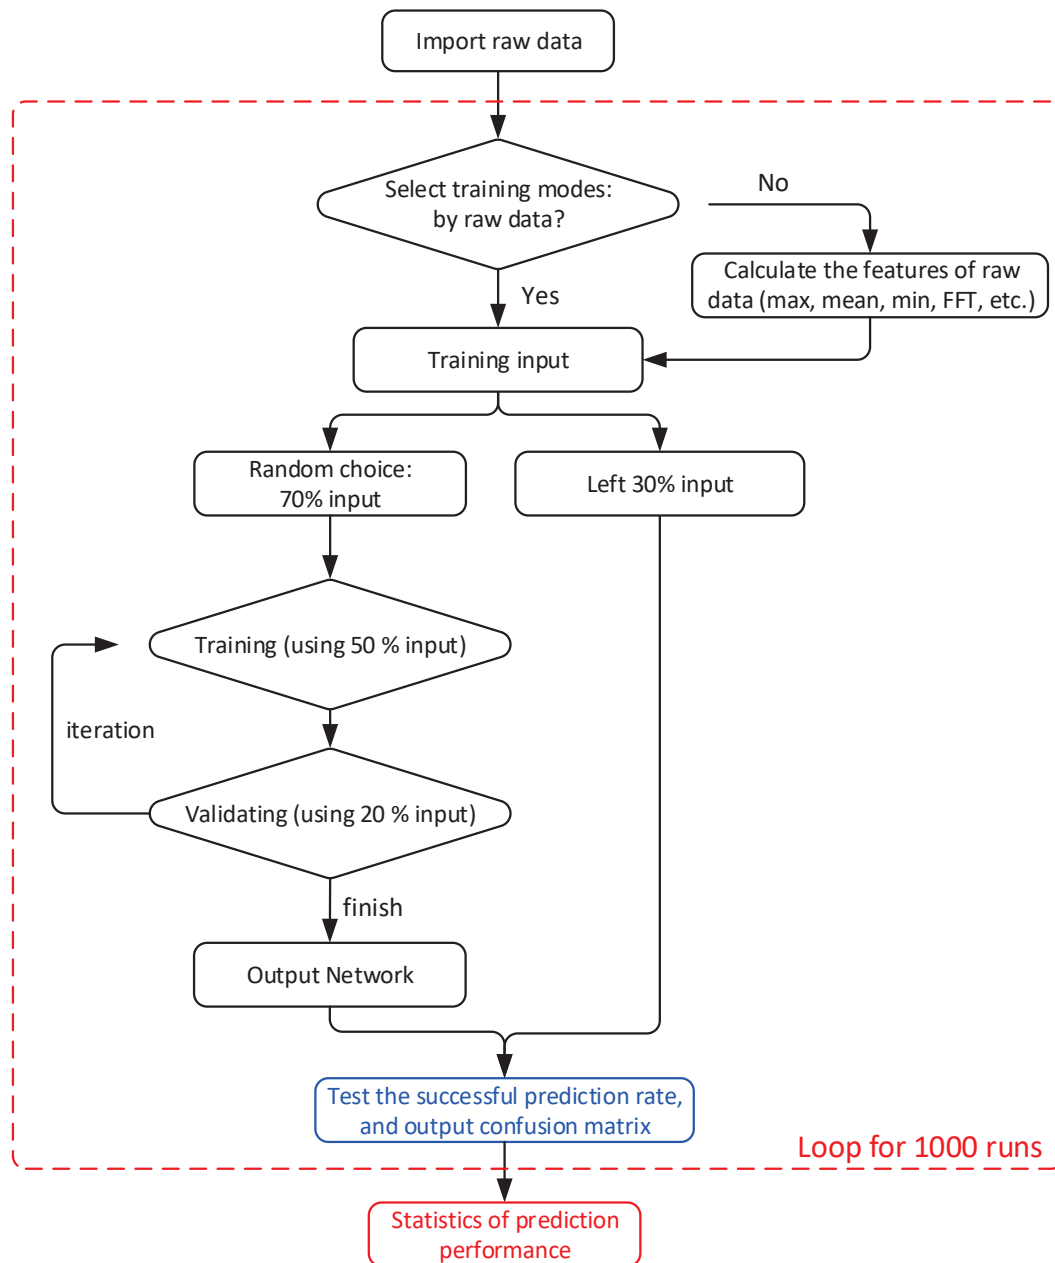 Import raw data
Select training modes:
by raw data?
No
Calculate the features of raw
data (max, mean, min, FFT, etc.)
Yes
Training input
Random choice:
70% input
Left 30% input
Training (using 50 % input)
iteration
Validating (using 20 % input)
finish
Output Network
Test the successful prediction rate,
and output confusion matrix
Loop for 1000 runs
Statistics of prediction
performance